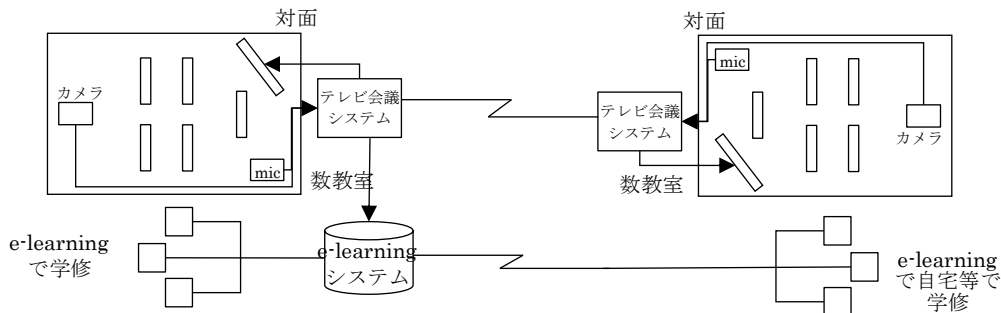 対面
対面
カメラ
mic
テレビ会議
システム
テレビ会議
システム
mic
カメラ
数教室
数教室
e-learning
で学修
e-learning
システム
e-learning
で自宅等で
学修